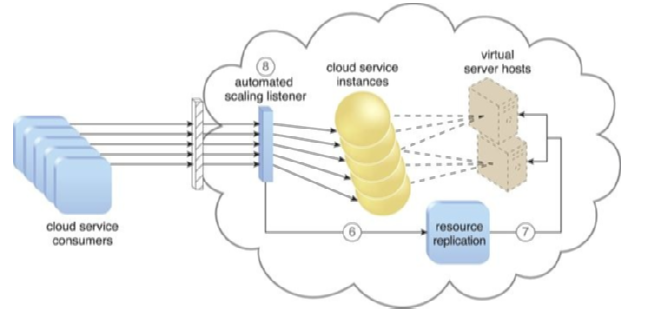 8
automated
scaling listener
cloud service
instances
virtual
server hosts
cloud service
consumers
6
resource
replication
7